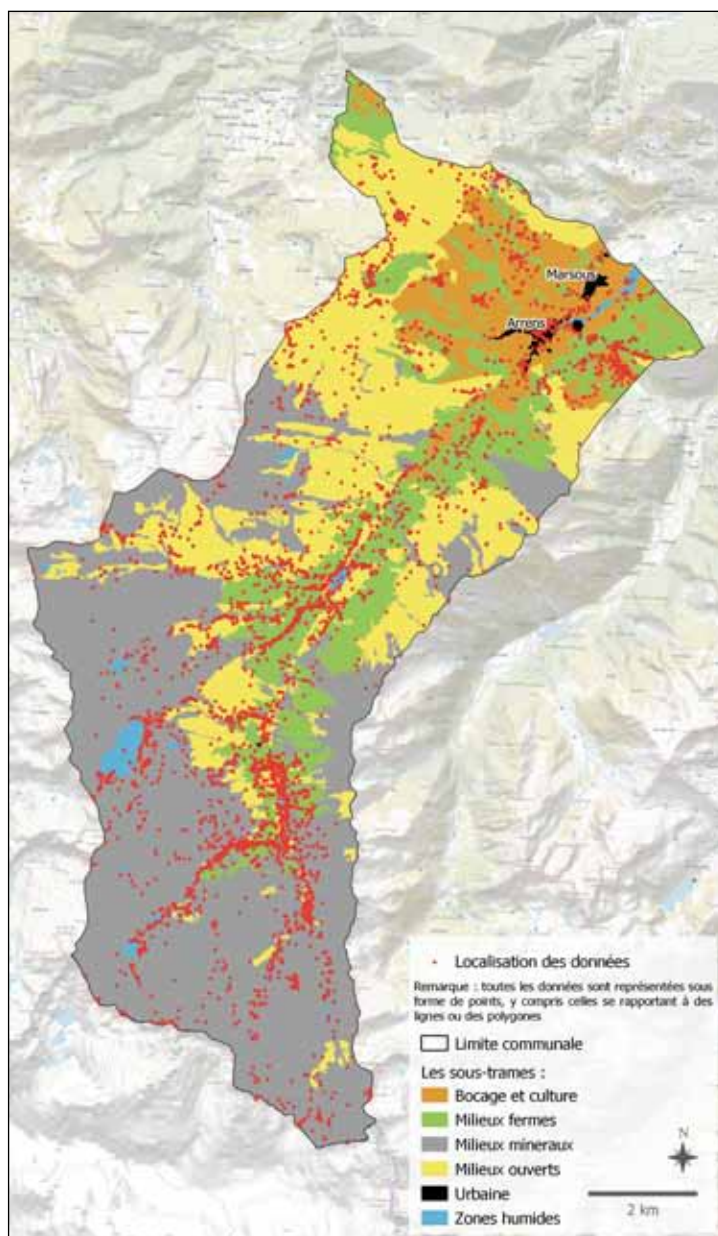 Marsous
Arrens
Localisation des données
Remarque : toutes les données sont représentées sous
forme de points, y compris celles se rapportant à des
lignes ou des polygones
Limite communale
Les sous-trames :
Bocage et culture
Milieux fermes
Milieux mineraux
Milieux ouverts
Urbaine
Zones humides
N
2 km